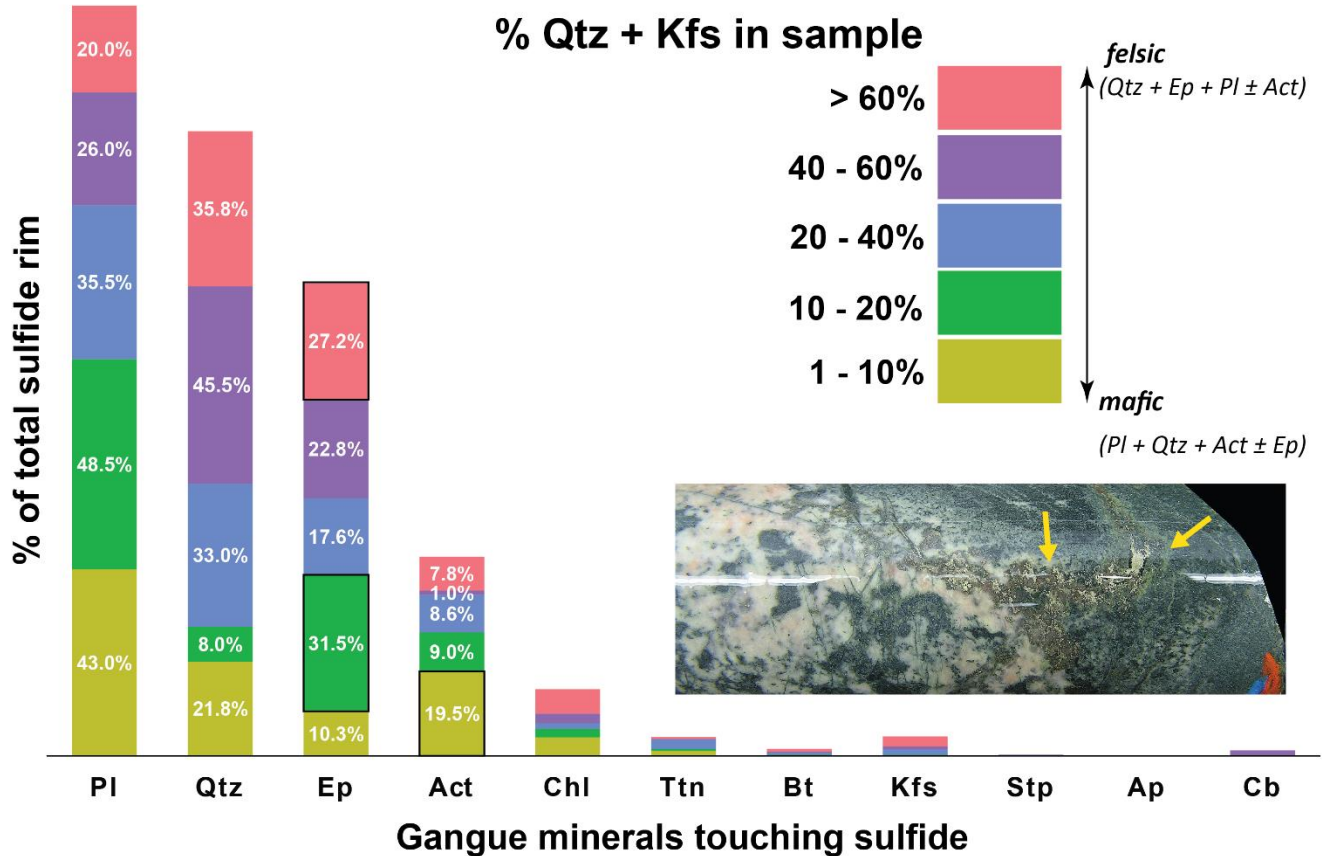 % Qtz + Kfs in sample
felsic
(Qtz + Ep + Pl ± Act)
> 60%
40 - 60%
20 - 40%
10 - 20%
1 - 10%
mafic
(Pl + Qtz + Act ± Ep)
% of total sulfide rim
20.0%
26.0%
35.5%
48.5%
43.0%
35.8%
45.5%
33.0%
8.0%
21.8%
27.2%
22.8%
17.6%
31.5%
10.3%
7.8%
1.0%
8.6%
9.0%
19.5%
Pl Qtz Ep Act Chl Ttn Bt Kfs Stp Ap Cb
Gangue minerals touching sulfide